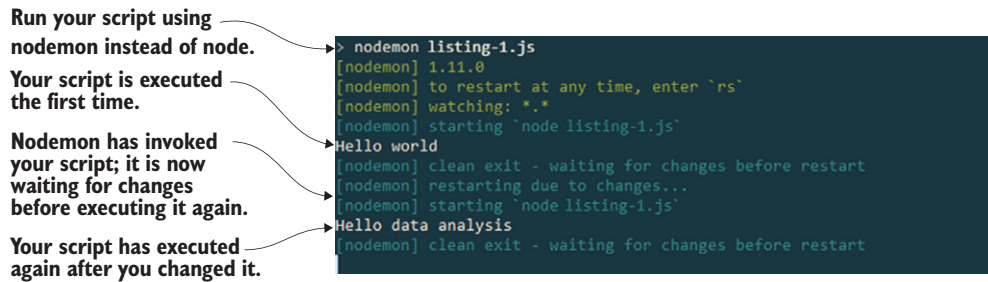 Run your script using
nodemon instead of node.
Your script is executed
the first time.
Nodemon has invoked
your script; it is now
waiting for changes
before executing it again.
Your script has executed
again after you changed it.
> nodemon listing-1.js
[nodemon] 1.11.0
[nodemon] to restart at any time, enter `rs`
[nodemon] watching: *.*
[nodemon] starting `node listing-1.js`
Hello world
[nodemon] clean exit - waiting for changes before restart
[nodemon] restarting due to changes...
[nodemon] starting `node listing-1.js`
Hello data analysis
[nodemon] clean exit - waiting for changes before restart